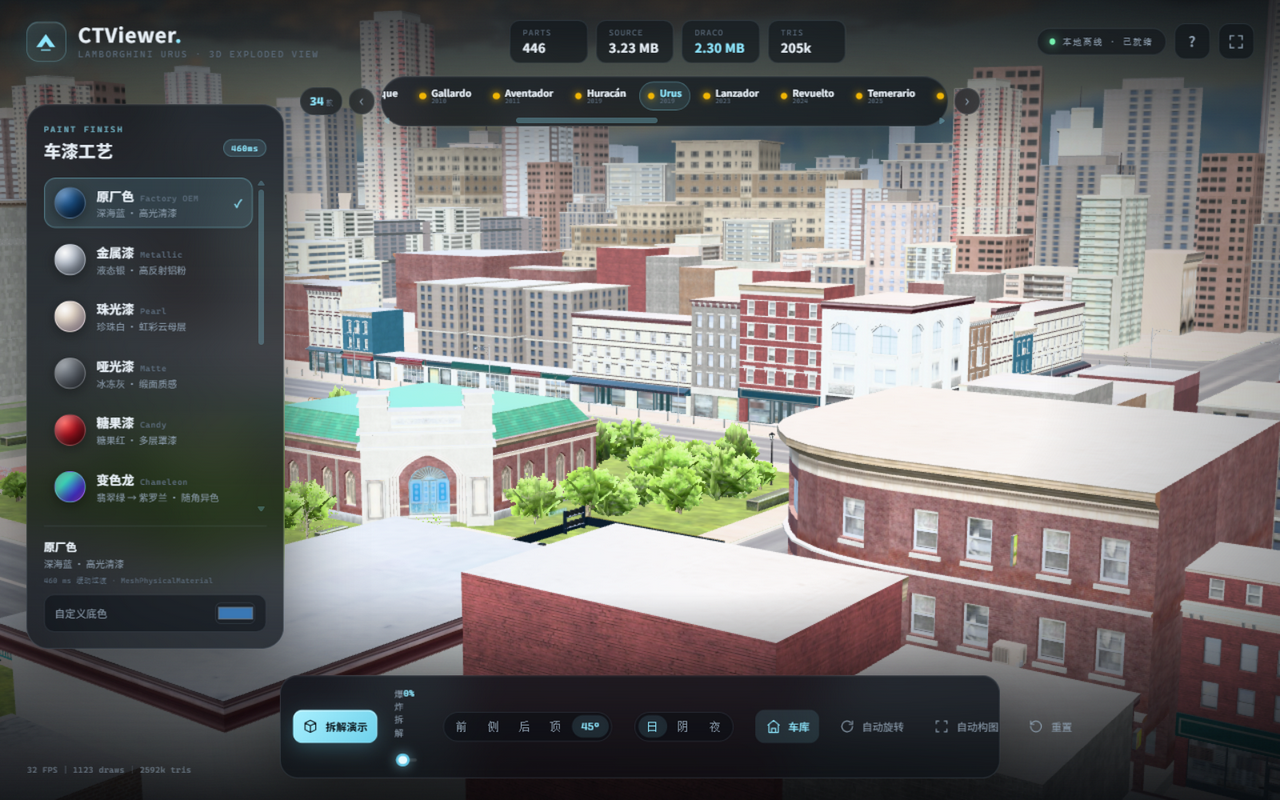 CTViewer.
LAMBORGHINI URUS · 3D EXPLODED VIEW
PARTS
446
SOURCE
3.23 MB
DRACO
2.30 MB
TRIS
205k
本地离线 · 已就绪
?
34
que
Gallardo
Aventador
2011
Huracán
Urus
Lanzador
2023
Revuelto
2024
Temerario
2025
PAINT FINISH
车漆工艺
460ms
原厂色 Factory OEM
深海蓝 · 高光清漆
金属漆 Metallic
液态银 · 高反射铝粉
珠光漆 Pearl
珍珠白 · 虹彩云母层
哑光漆 Matte
冰冻灰 · 缎面质感
糖果漆 Candy
糖果红 · 多层罩漆
变色龙 Chameleon
翡翠绿→紫罗兰 · 随角异色
原厂色
深海蓝 · 高光清漆
460 ms · MeshPhysicalMaterial
自定义底色
拆解演示
爆炸拆解
0%
前 侧 后 顶 45°
日 阴 夜
车库
自动旋转
自动构图
重置
32 FPS | 1123 draws | 2592k tris